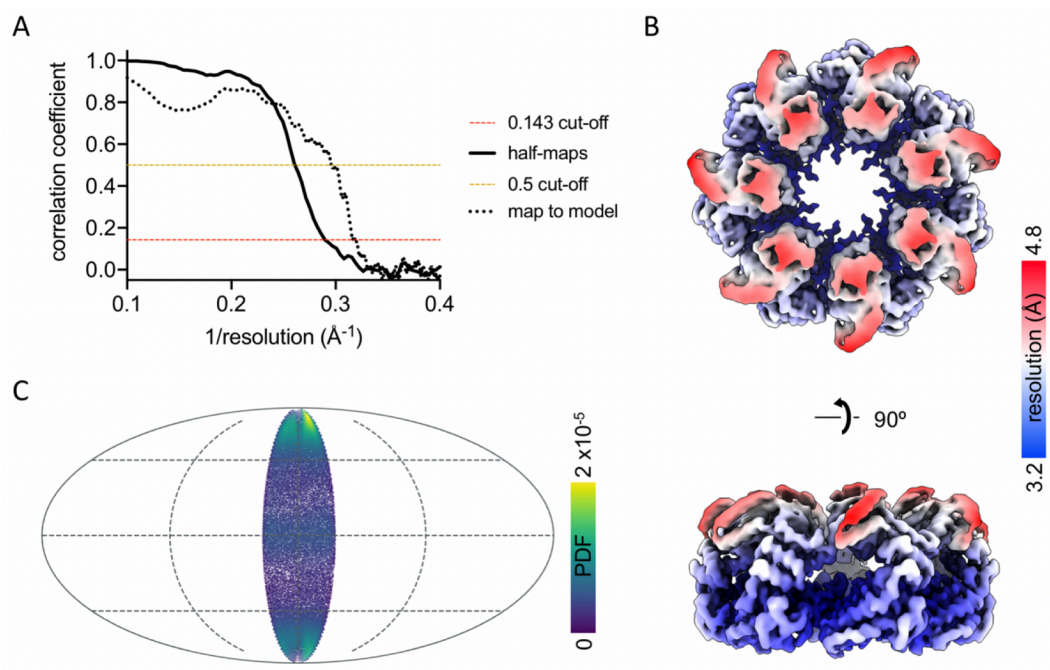 A
correlation coefficient
1.0
0.8
0.6
0.4
0.2
0.0
0.1
0.2
0.3
0.4
1/resolution (Å-1)
0.143 cut-off
half-maps
0.5 cut-off
map to model
B
4.8
resolution (Å)
3.2
90º
C
2 x10-5
PDF
0